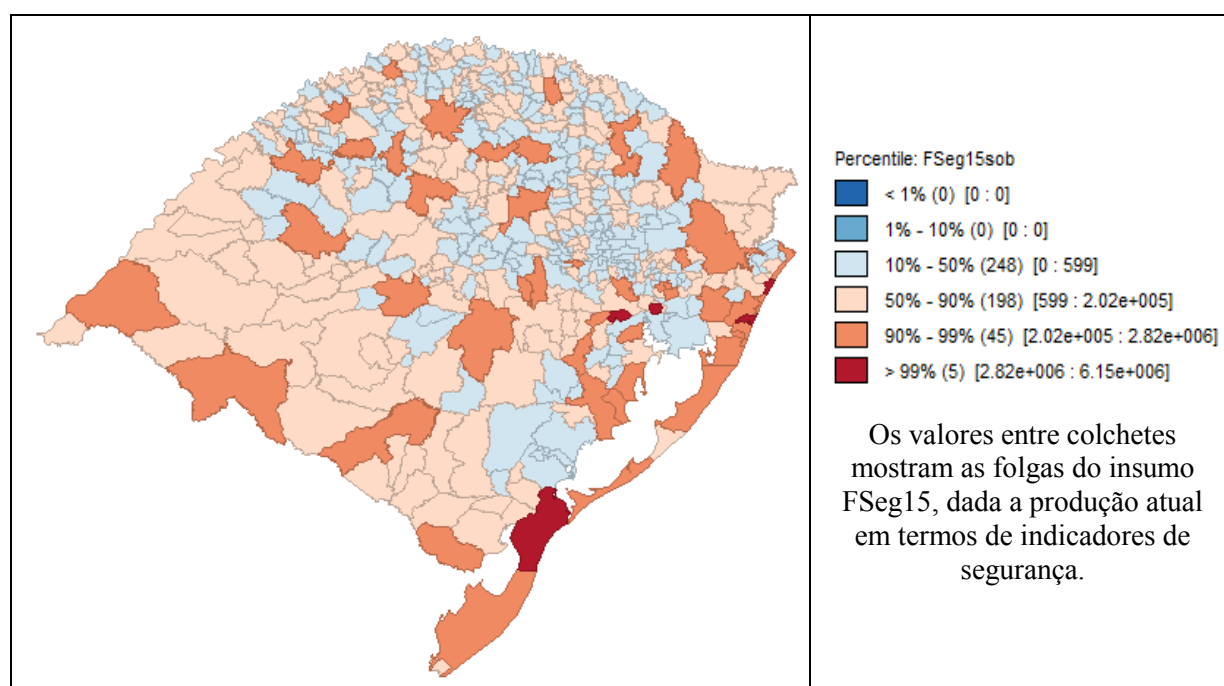 Percentile: FSeg15sob
< 1% (0) [0 : 0]
1% - 10% (0) [0 : 0]
10% - 50% (248) [0 : 599]
50% - 90% (198) [599 : 2.02e+005]
90% - 99% (45) [2.02e+005 : 2.82e+006]
> 99% (5) [2.82e+006 : 6.15e+006]
Os valores entre colchetes
mostram as folgas do insumo
FSeg15, dada a produção atual
em termos de indicadores de
segurança.